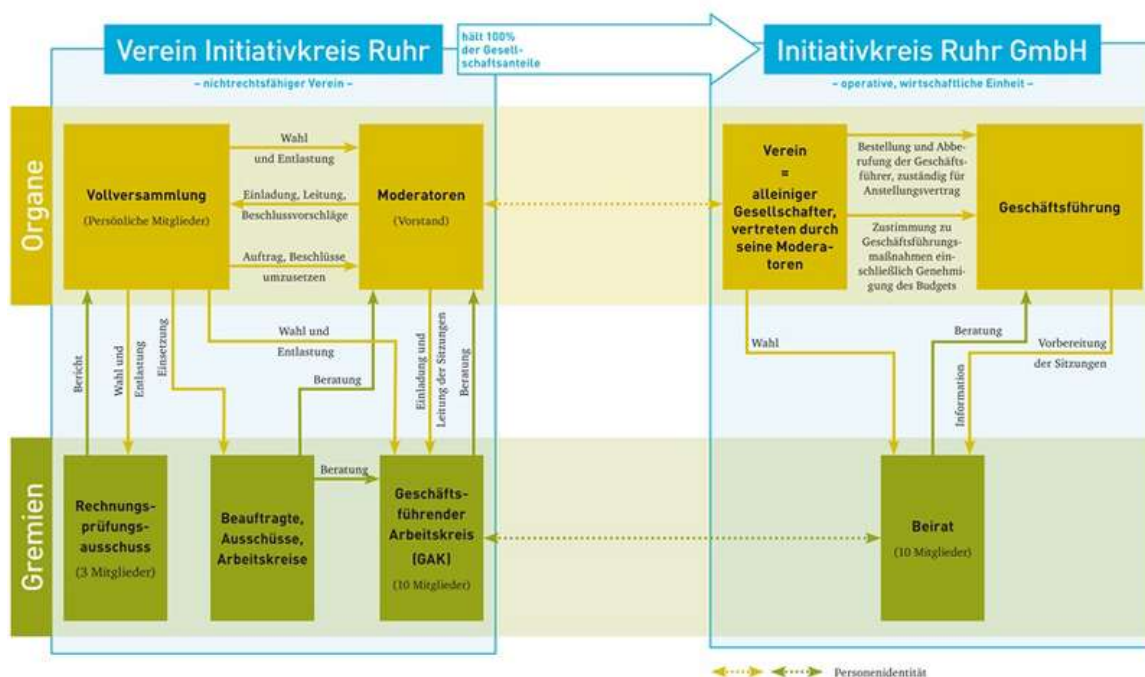 Verein Initiativkreis Ruhr
– nichtrechtsfähiger Verein –
hält 100%
der Gesell-
schaftsanteile
Initiativkreis Ruhr GmbH
– operative, wirtschaftliche Einheit –
Organe
Vollversammlung
(Persönliche Mitglieder)
Wahl
und Entlastung
Einladung, Leitung,
Beschlussvorschläge
Auftrag, Beschlüsse
umzusetzen
Moderatoren
(Vorstand)
Verein
=
alleiniger
Gesellschafter,
vertreten durch
seine Modera-
toren
Bestellung und Abbe-
rufung der Geschäfts-
führer, zuständig für
Anstellungsvertrag
Zustimmung zu
Geschäftsführungs-
maßnahmen ein-
schließlich Genehmi-
gung des Budgets
Geschäftsführung
Bericht
Wahl und
Entlastung
Einsetzung
Wahl und
Entlastung
Beratung
Einladung und
Leitung der Sitzungen
Beratung
Wahl
Beratung
Information
Vorbereitung
der Sitzungen
Gremien
Rechnungs-
prüfungs-
ausschuss
(3 Mitglieder)
Beauftragte,
Ausschüsse,
Arbeitskreise
Beratung
Geschäfts-
führender
Arbeitskreis
(GAK)
(10 Mitglieder)
Beirat
(10 Mitglieder)
Personenidentität